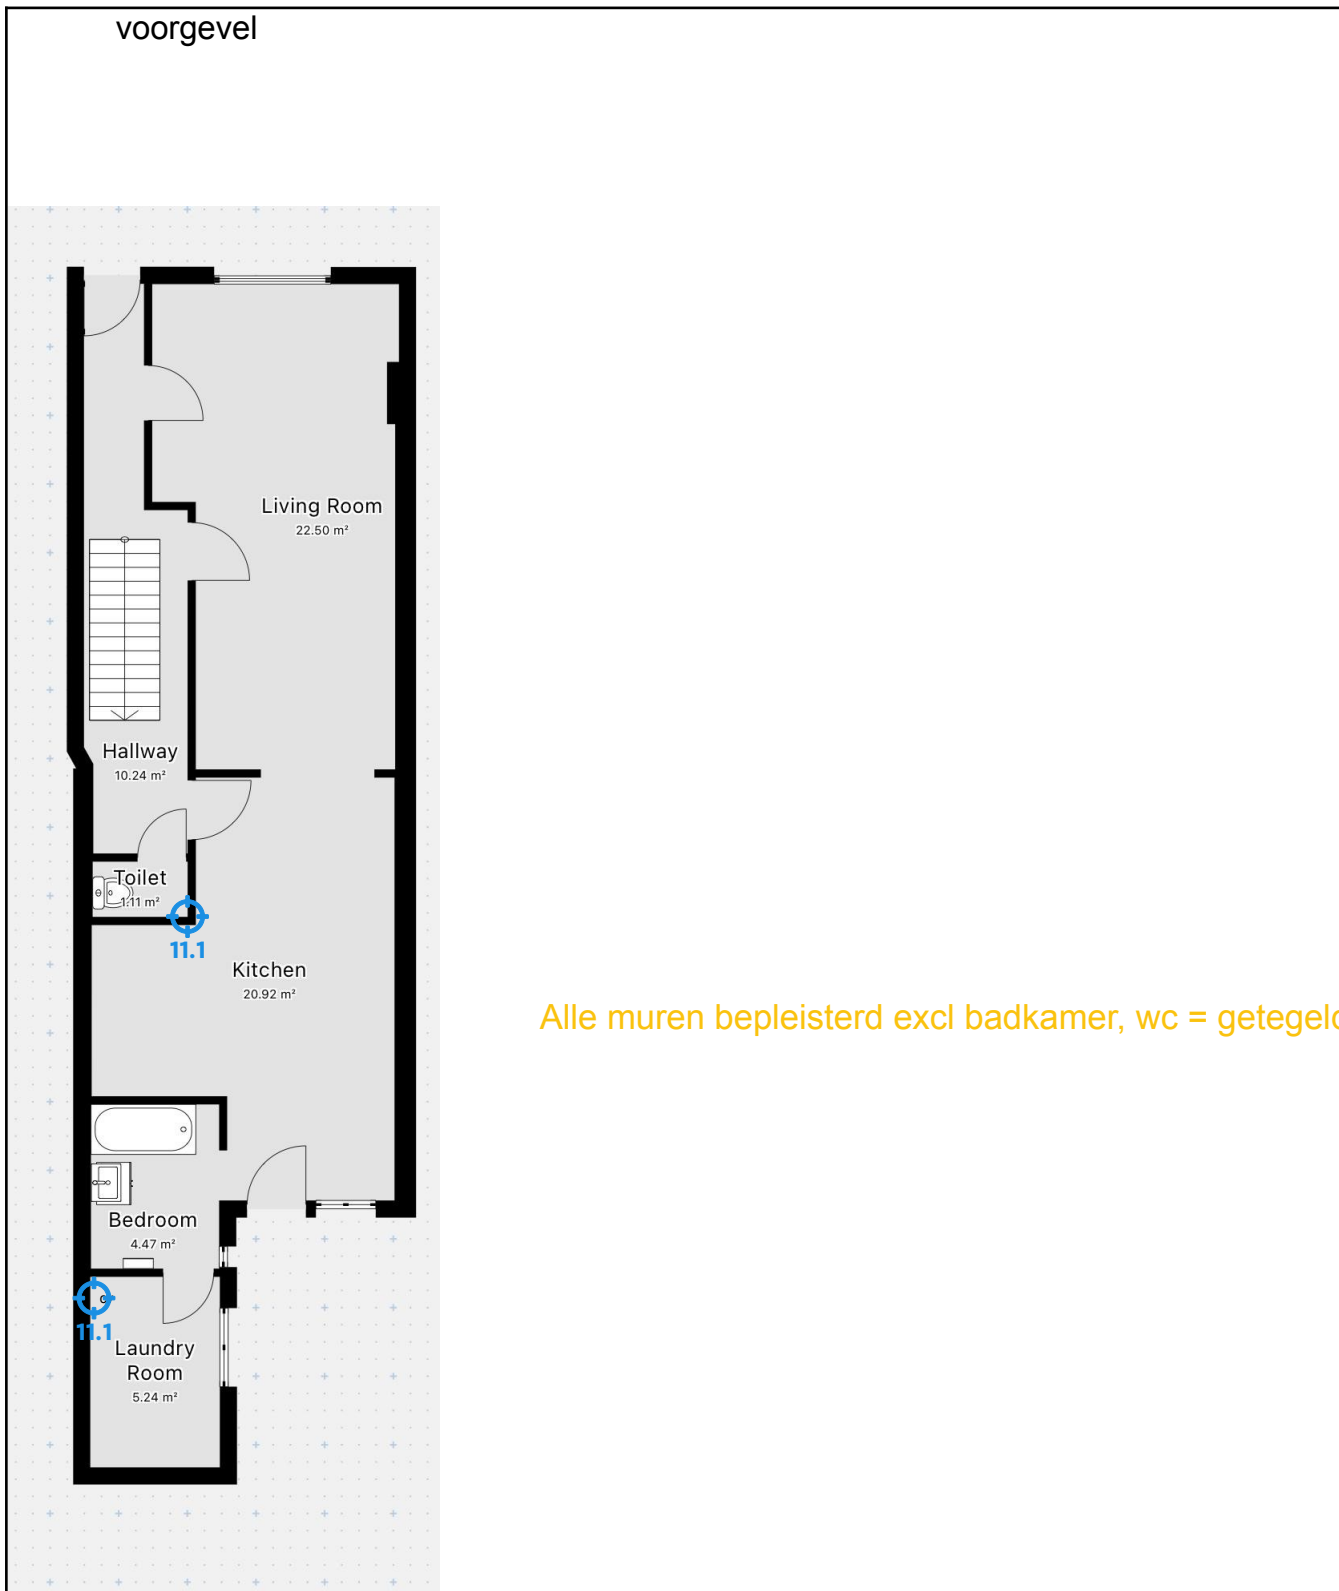 voorgevel
Living Room
22.50 m²
Hallway
10.24 m²
Toilet
1.11 m²
11.1
Kitchen
20.92 m²
Alle muren bepleisterd excl badkamer, wc =
Bedroom
4.47 m²
11.1
Laundry
Room
5.24 m²